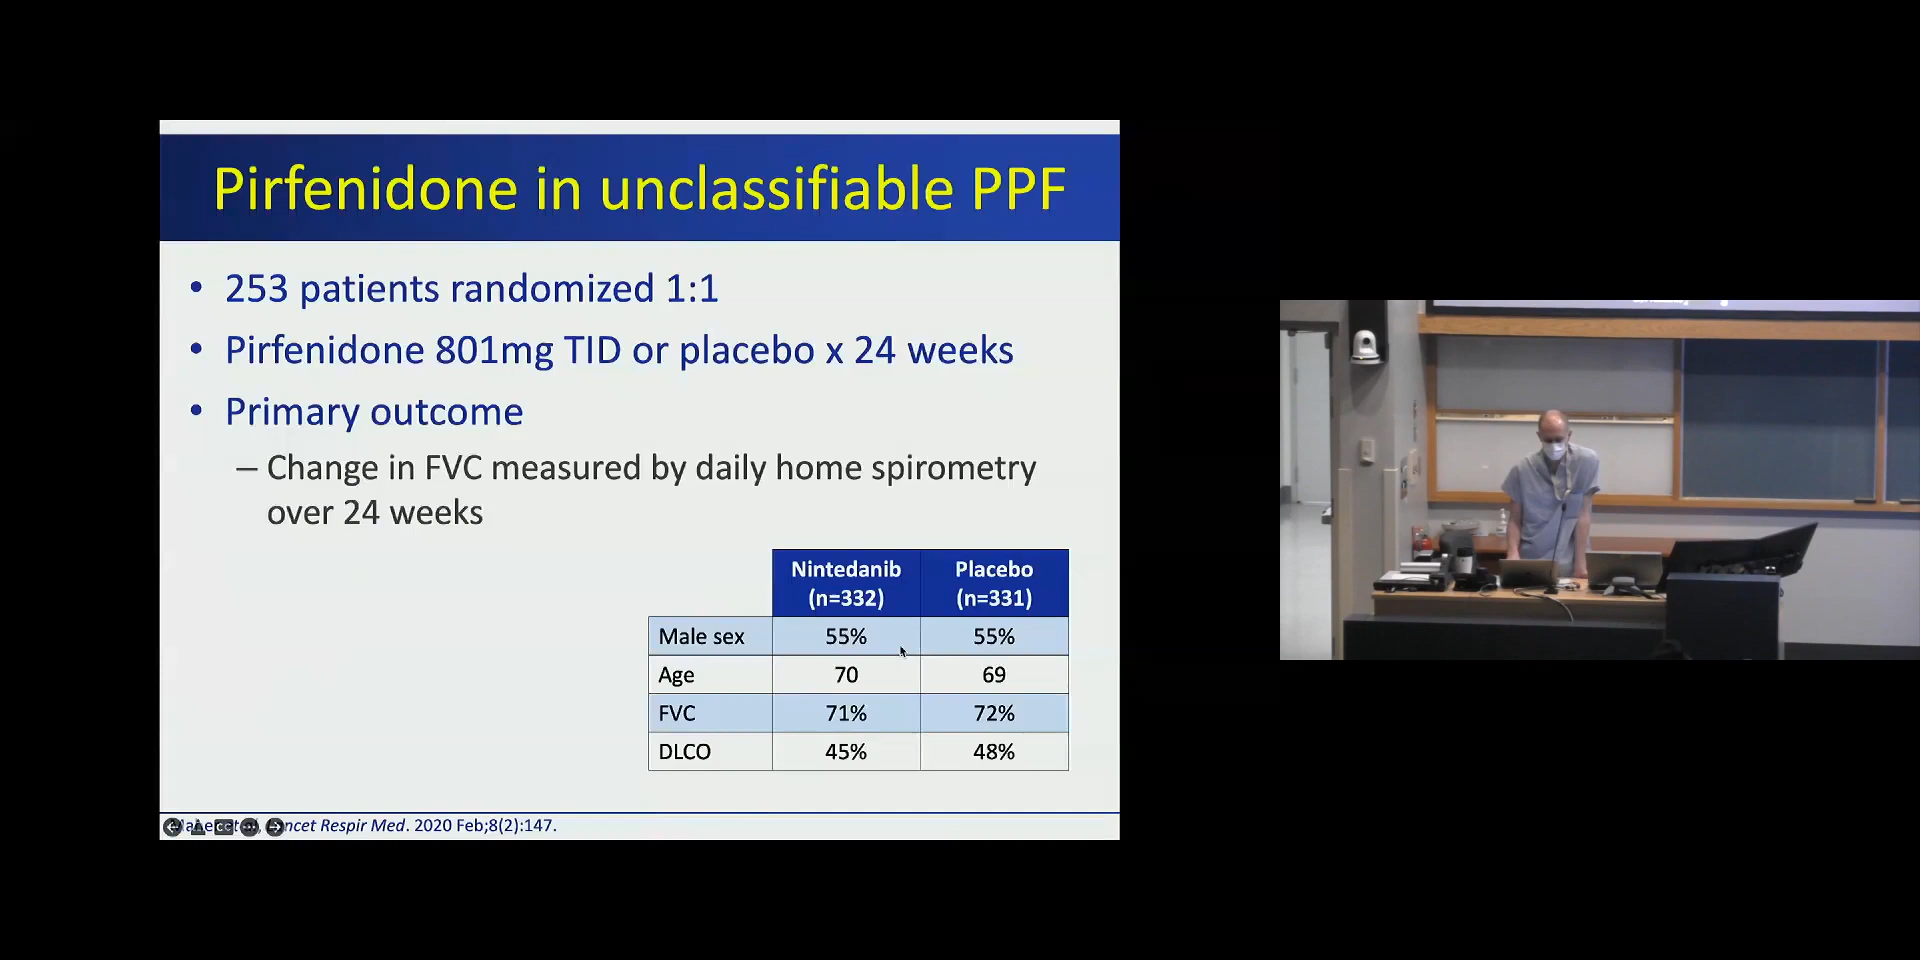 Pirfenidone in unclassifiable PPF
• 253 patients randomized 1:1
• Pirfenidone 801mg TID or placebo x 24 weeks
• Primary outcome
– Change in FVC measured by daily home spirometry
over 24 weeks
Nintedanib Placebo
(n=332) (n=331)
Male sex 55% 55%
Age 70 69
FVC 71% 72%
DLCO 45% 48%
Respir Med. 2020 Feb;8(2):147.